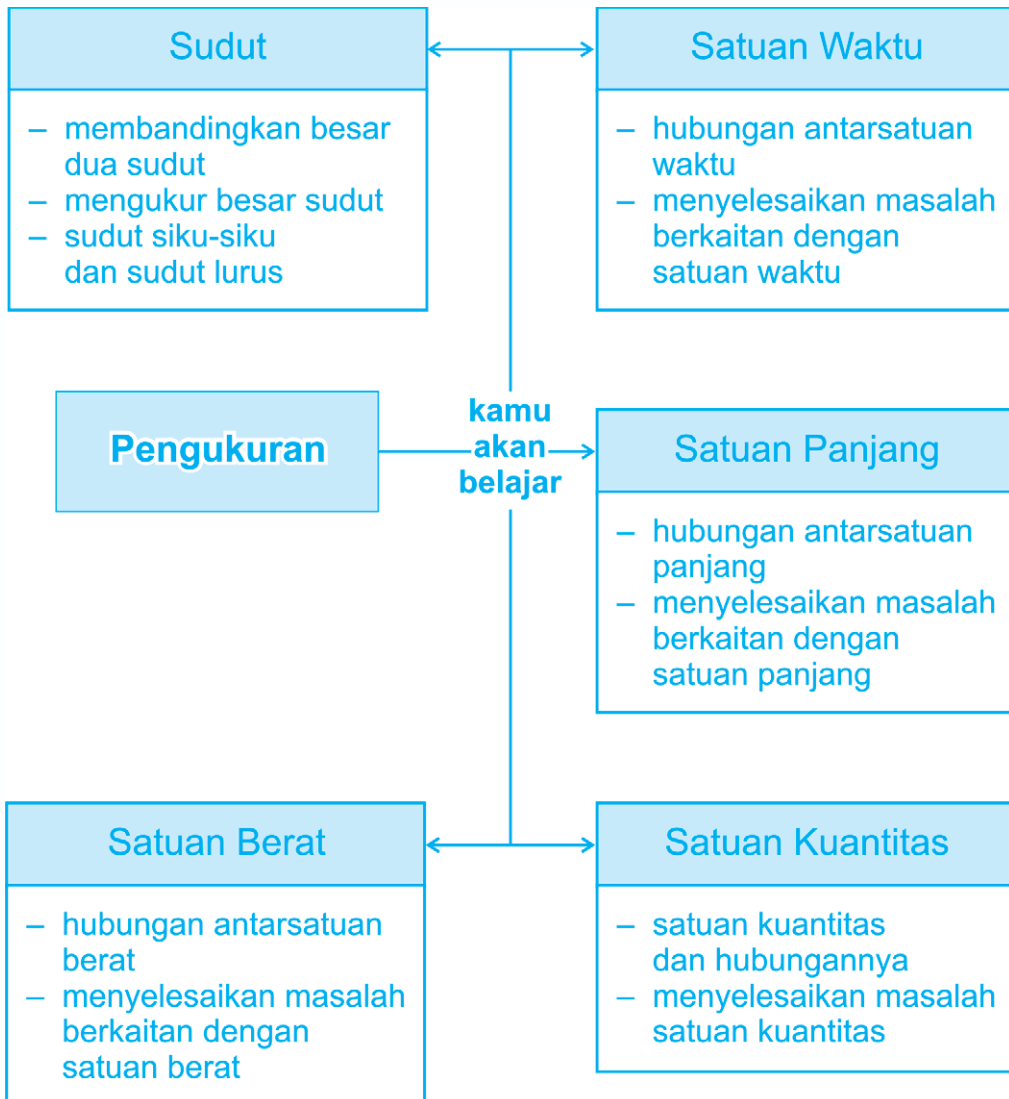 Sudut
– membandingkan besar
dua sudut
– mengukur besar sudut
– sudut siku-siku
dan sudut lurus
Satuan Waktu
– hubungan antarsatuan
waktu
– menyelesaikan masalah
berkaitan dengan
satuan waktu
Pengukuran
kamu
akan
belajar
Satuan Panjang
– hubungan antarsatuan
panjang
– menyelesaikan masalah
berkaitan dengan
satuan panjang
Satuan Berat
– hubungan antarsatuan
berat
– menyelesaikan masalah
berkaitan dengan
satuan berat
Satuan Kuantitas
– satuan kuantitas
dan hubungannya
– menyelesaikan masalah
satuan kuantitas